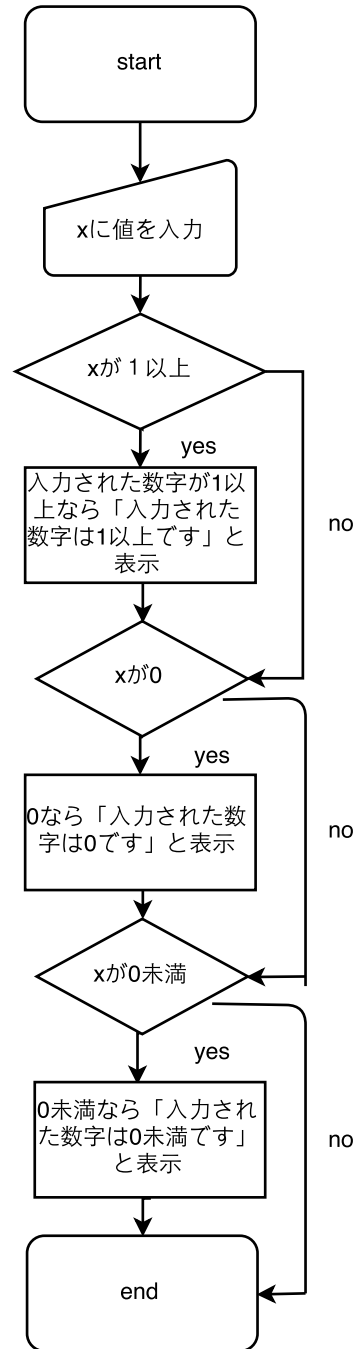 start
xに値を入力
xが１以上
yes
入力された数字が1以
上なら「入力された
数字は1以上です」と
表示
no
xが0
yes
0なら「入力された数
字は0です」と表示
no
xが0未満
yes
0未満なら「入力され
た数字は0未満です」
と表示
no
end